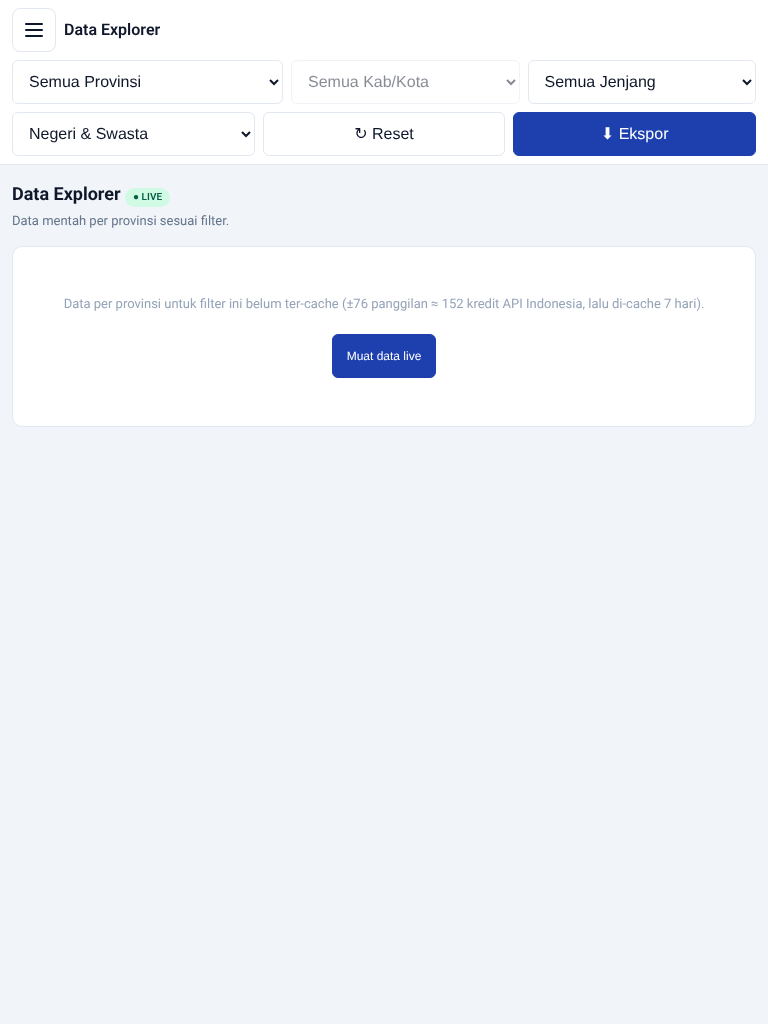 Data Explorer
Semua Provinsi
Semua Kab/Kota
Semua Jenjang
Negeri & Swasta
↻ Reset
⬇ Ekspor
Data Explorer
● LIVE
Data mentah per provinsi sesuai filter.
Data per provinsi untuk filter ini belum ter-cache (±76 panggilan ≈ 152 kredit API Indonesia, lalu di-cache 7 hari).
Muat data live